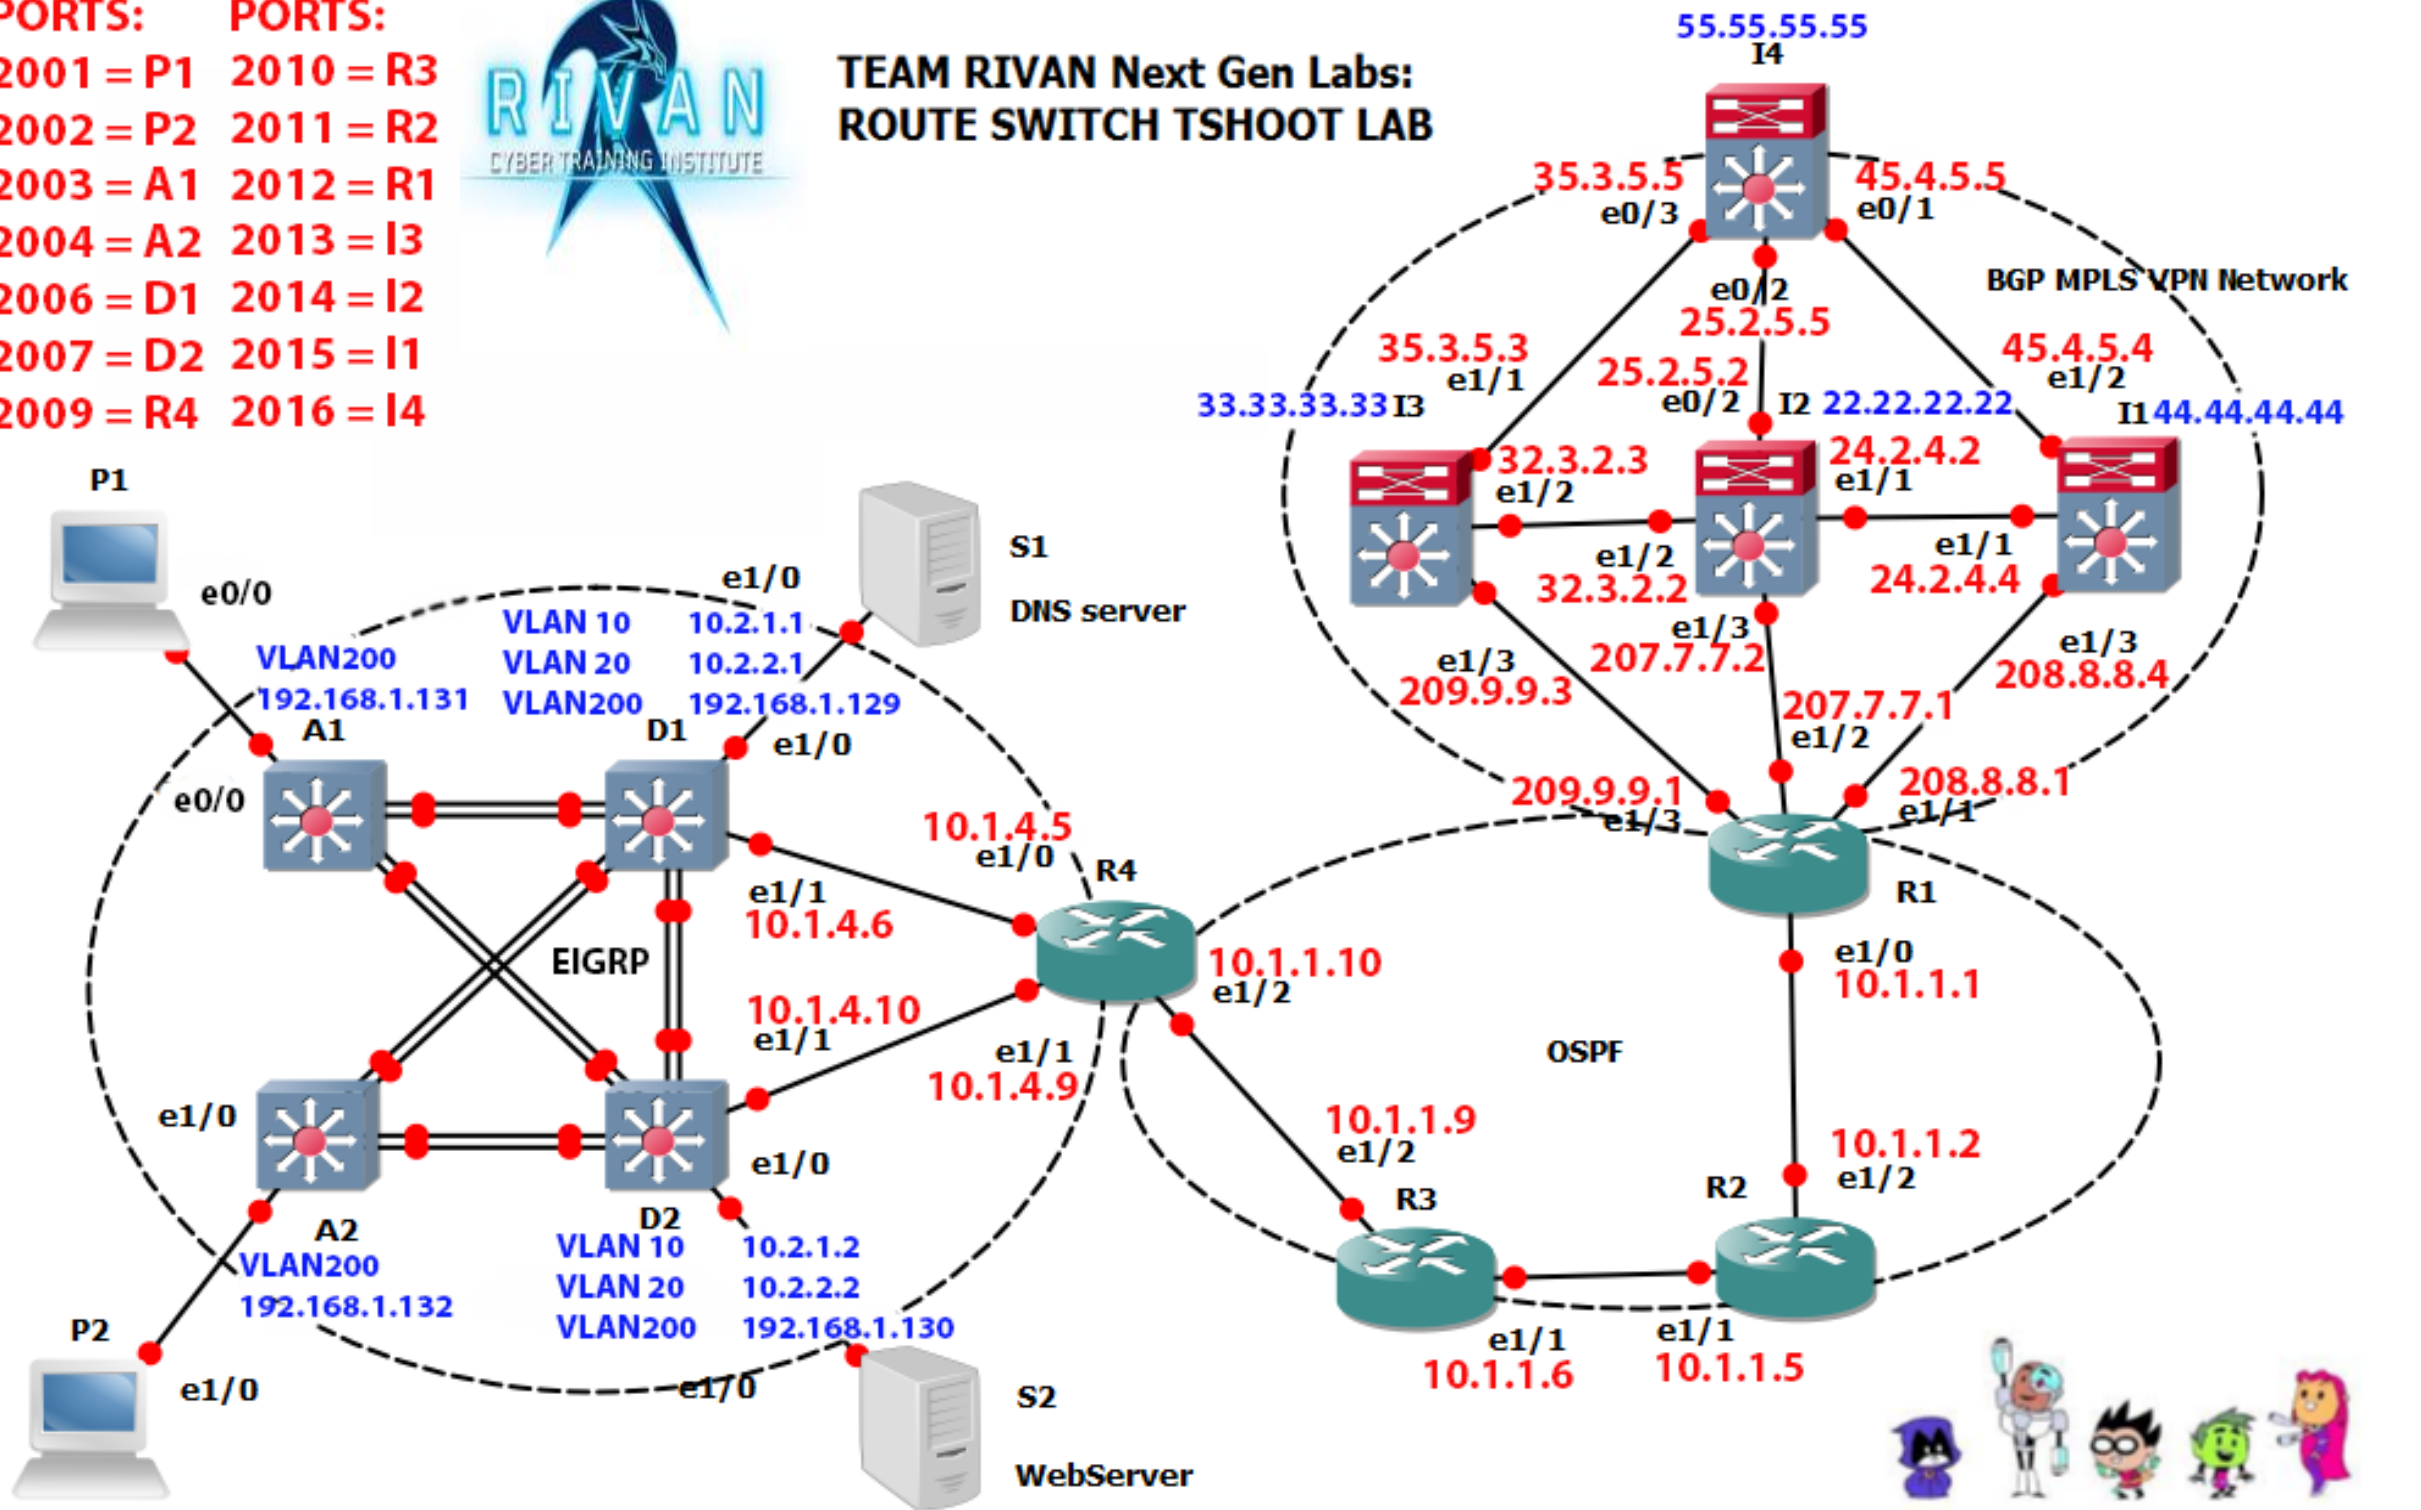 PORTS:
2001 = P1
2002 = P2
2003 = A1
2004 = A2
2006 = D1
2007 = D2
2009 = R4
PORTS:
2010 = R3
2011 = R2
2012 = R1
2013 = I3
2014 = I2
2015 = I1
2016 = I4
RIVAN
CYBER TRAINING INSTITUTE
TEAM RIVAN Next Gen Labs:
ROUTE SWITCH TSHOOT LAB
55.55.55.55
I4
35.3.5.5
e0/3
45.4.5.5
e0/1
e0/2
25.2.5.5
BGP MPLS VPN Network
35.3.5.3
e1/1
25.2.5.2
e0/2
45.4.5.4
e1/2
33.33.33.33 I3
I2 22.22.22.22
I1 44.44.44.44
32.3.2.3
e1/2
24.2.4.2
e1/1
e1/2
32.3.2.2
e1/1
24.2.4.4
e1/3
209.9.9.3
e1/3
207.7.7.2
e1/3
208.8.8.4
207.7.7.1
e1/2
209.9.9.1
e1/3
208.8.8.1
e1/1
R1
e1/0
10.1.1.1
P1
e0/0
S1
DNS server
e1/0
VLAN 10 10.2.1.1
VLAN 20 10.2.2.1
VLAN200 192.168.1.129
VLAN200
192.168.1.131
A1
D1
e1/0
e0/0
10.1.4.5
e1/0
R4
e1/1
10.1.4.6
EIGRP
10.1.1.10
e1/2
10.1.4.10
e1/1
e1/1
10.1.4.9
OSPF
e1/0
e1/0
10.1.1.9
e1/2
R3
10.1.1.2
e1/2
R2
A2
VLAN200
192.168.1.132
D2
VLAN 10 10.2.1.2
VLAN 20 10.2.2.2
VLAN200 192.168.1.130
P2
e1/0
e1/0
S2
WebServer
e1/1
10.1.1.6
e1/1
10.1.1.5